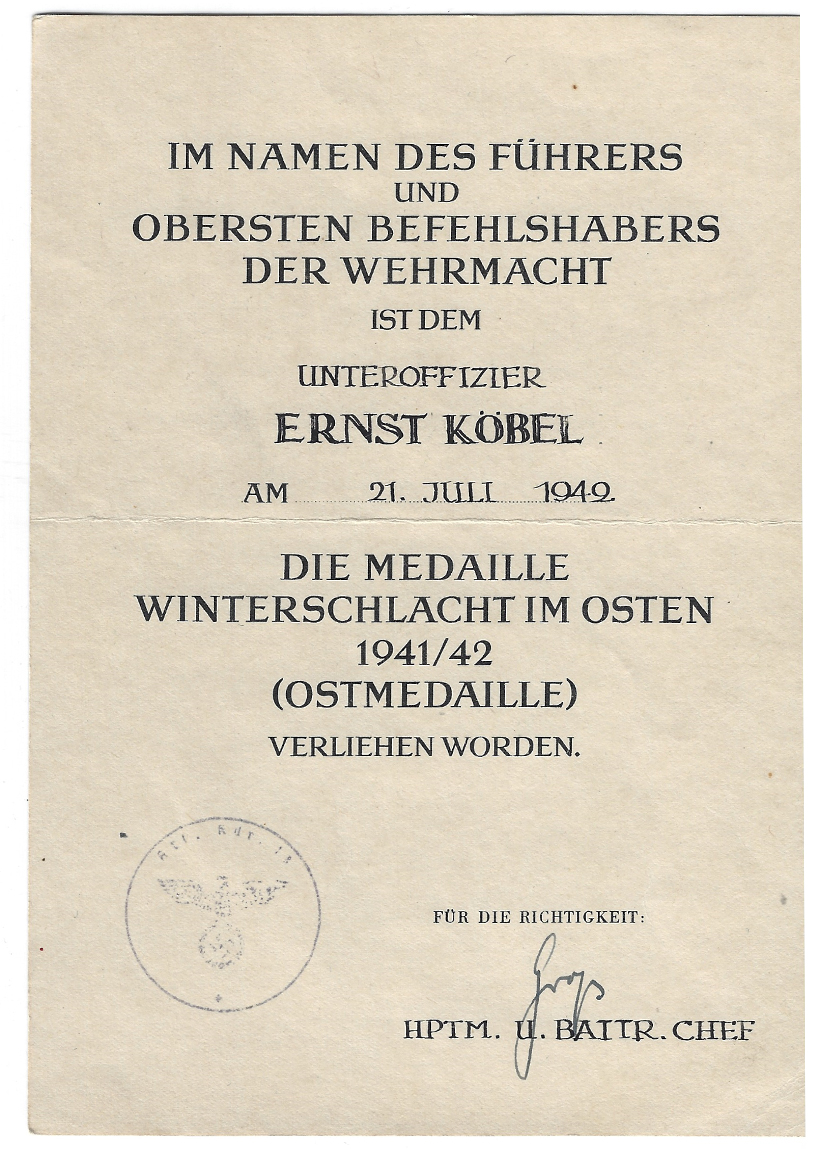 IM NAMEN DES FÜHRERS
UND
OBERSTEN BEFEHLSHABERS
DER WEHRMACHT
IST DEM
UNTEROFFIZIER
ERNST KÖBEL
AM 21. JULI 1942.
DIE MEDAILLE
WINTERSCHLACHT IM OSTEN
1941/42
(OSTMEDAILLE)
VERLIEHEN WORDEN.
FÜR DIE RICHTIGKEIT:
HPTM. U. BATTR. CHEF